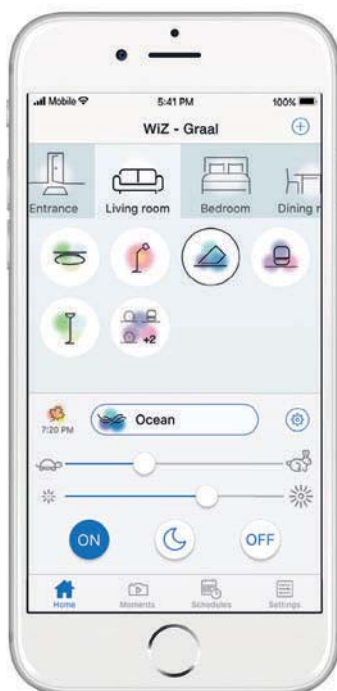 Mobile 5:41 PM 100%
WiZ - Graal
Entrance Living room Bedroom Dining r
+2
7:20 PM Ocean
ON OFF
Home Moments Schedules Settings